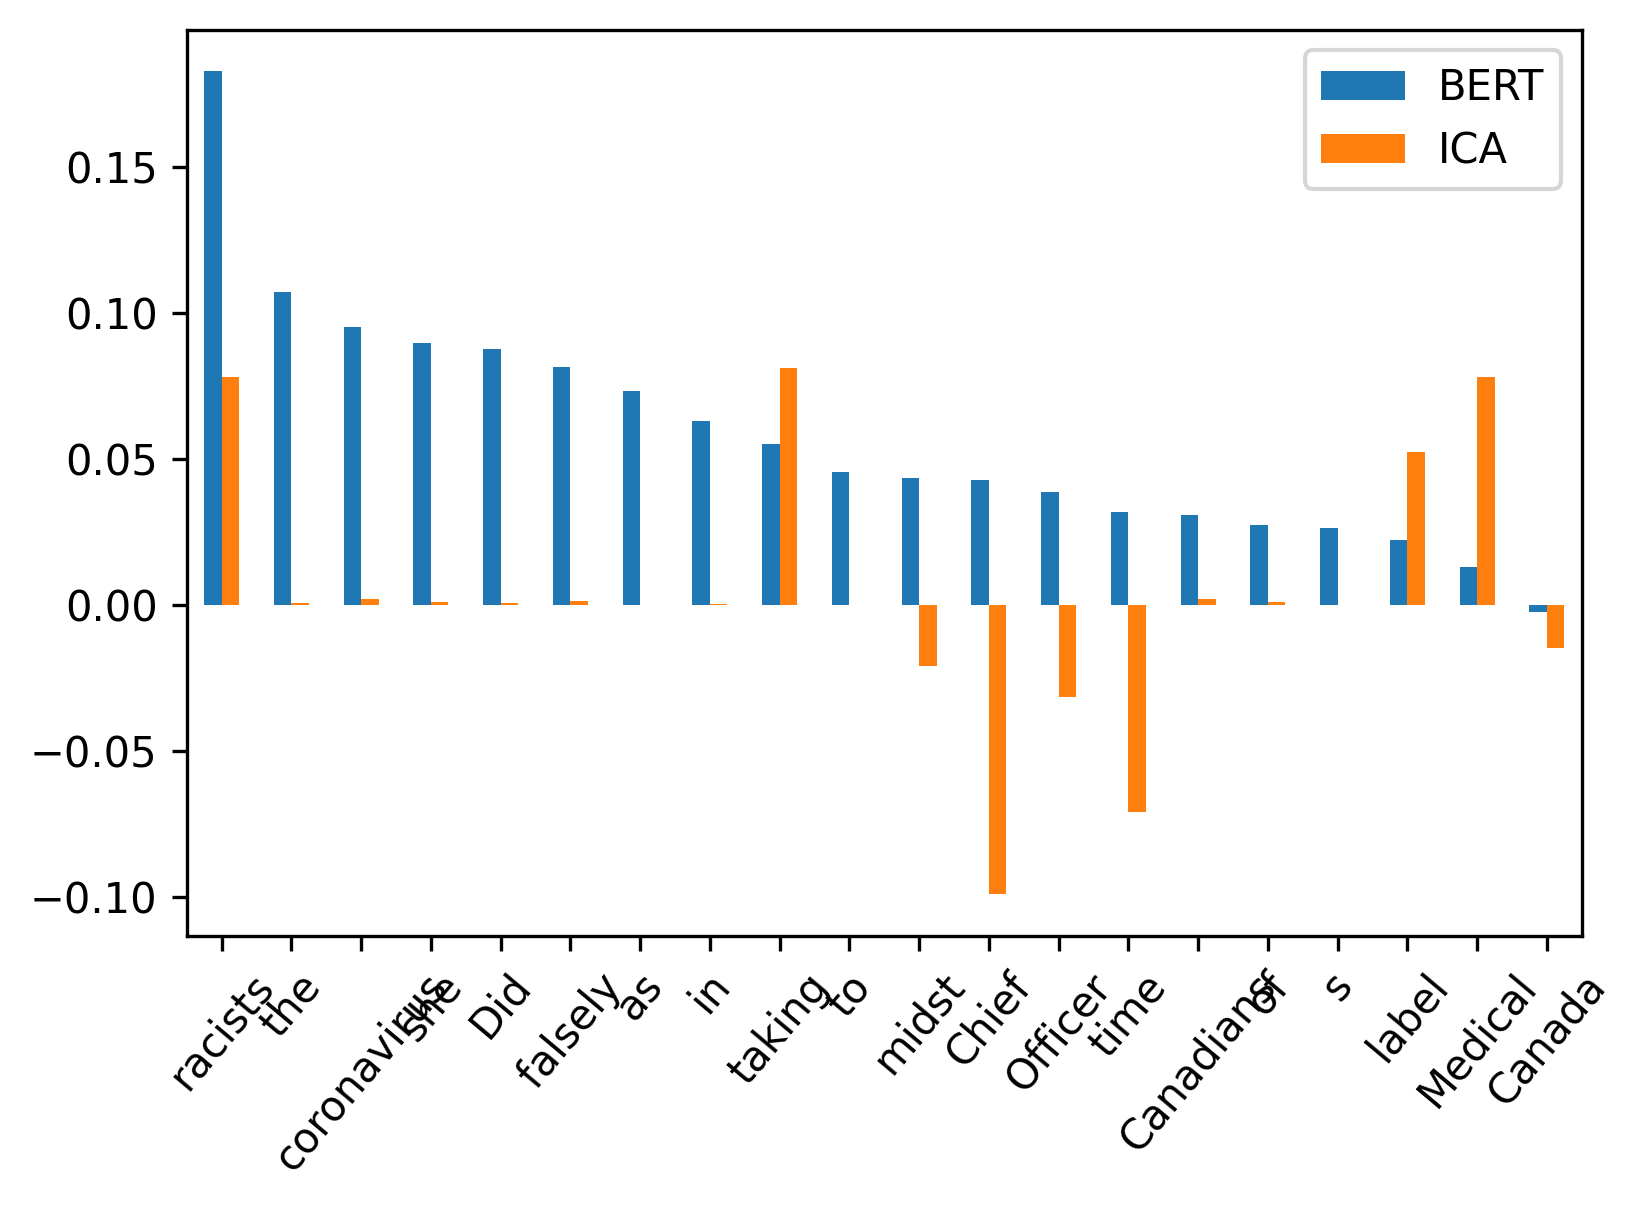 BERT
ICA
0.15
0.10
0.05
0.00
−0.05
−0.10
racists
the
coronavirus
she
Did
falsely
as
in
taking
to
midst
Chief
Officer
time
Canadians
of
s
label
Medical
Canada